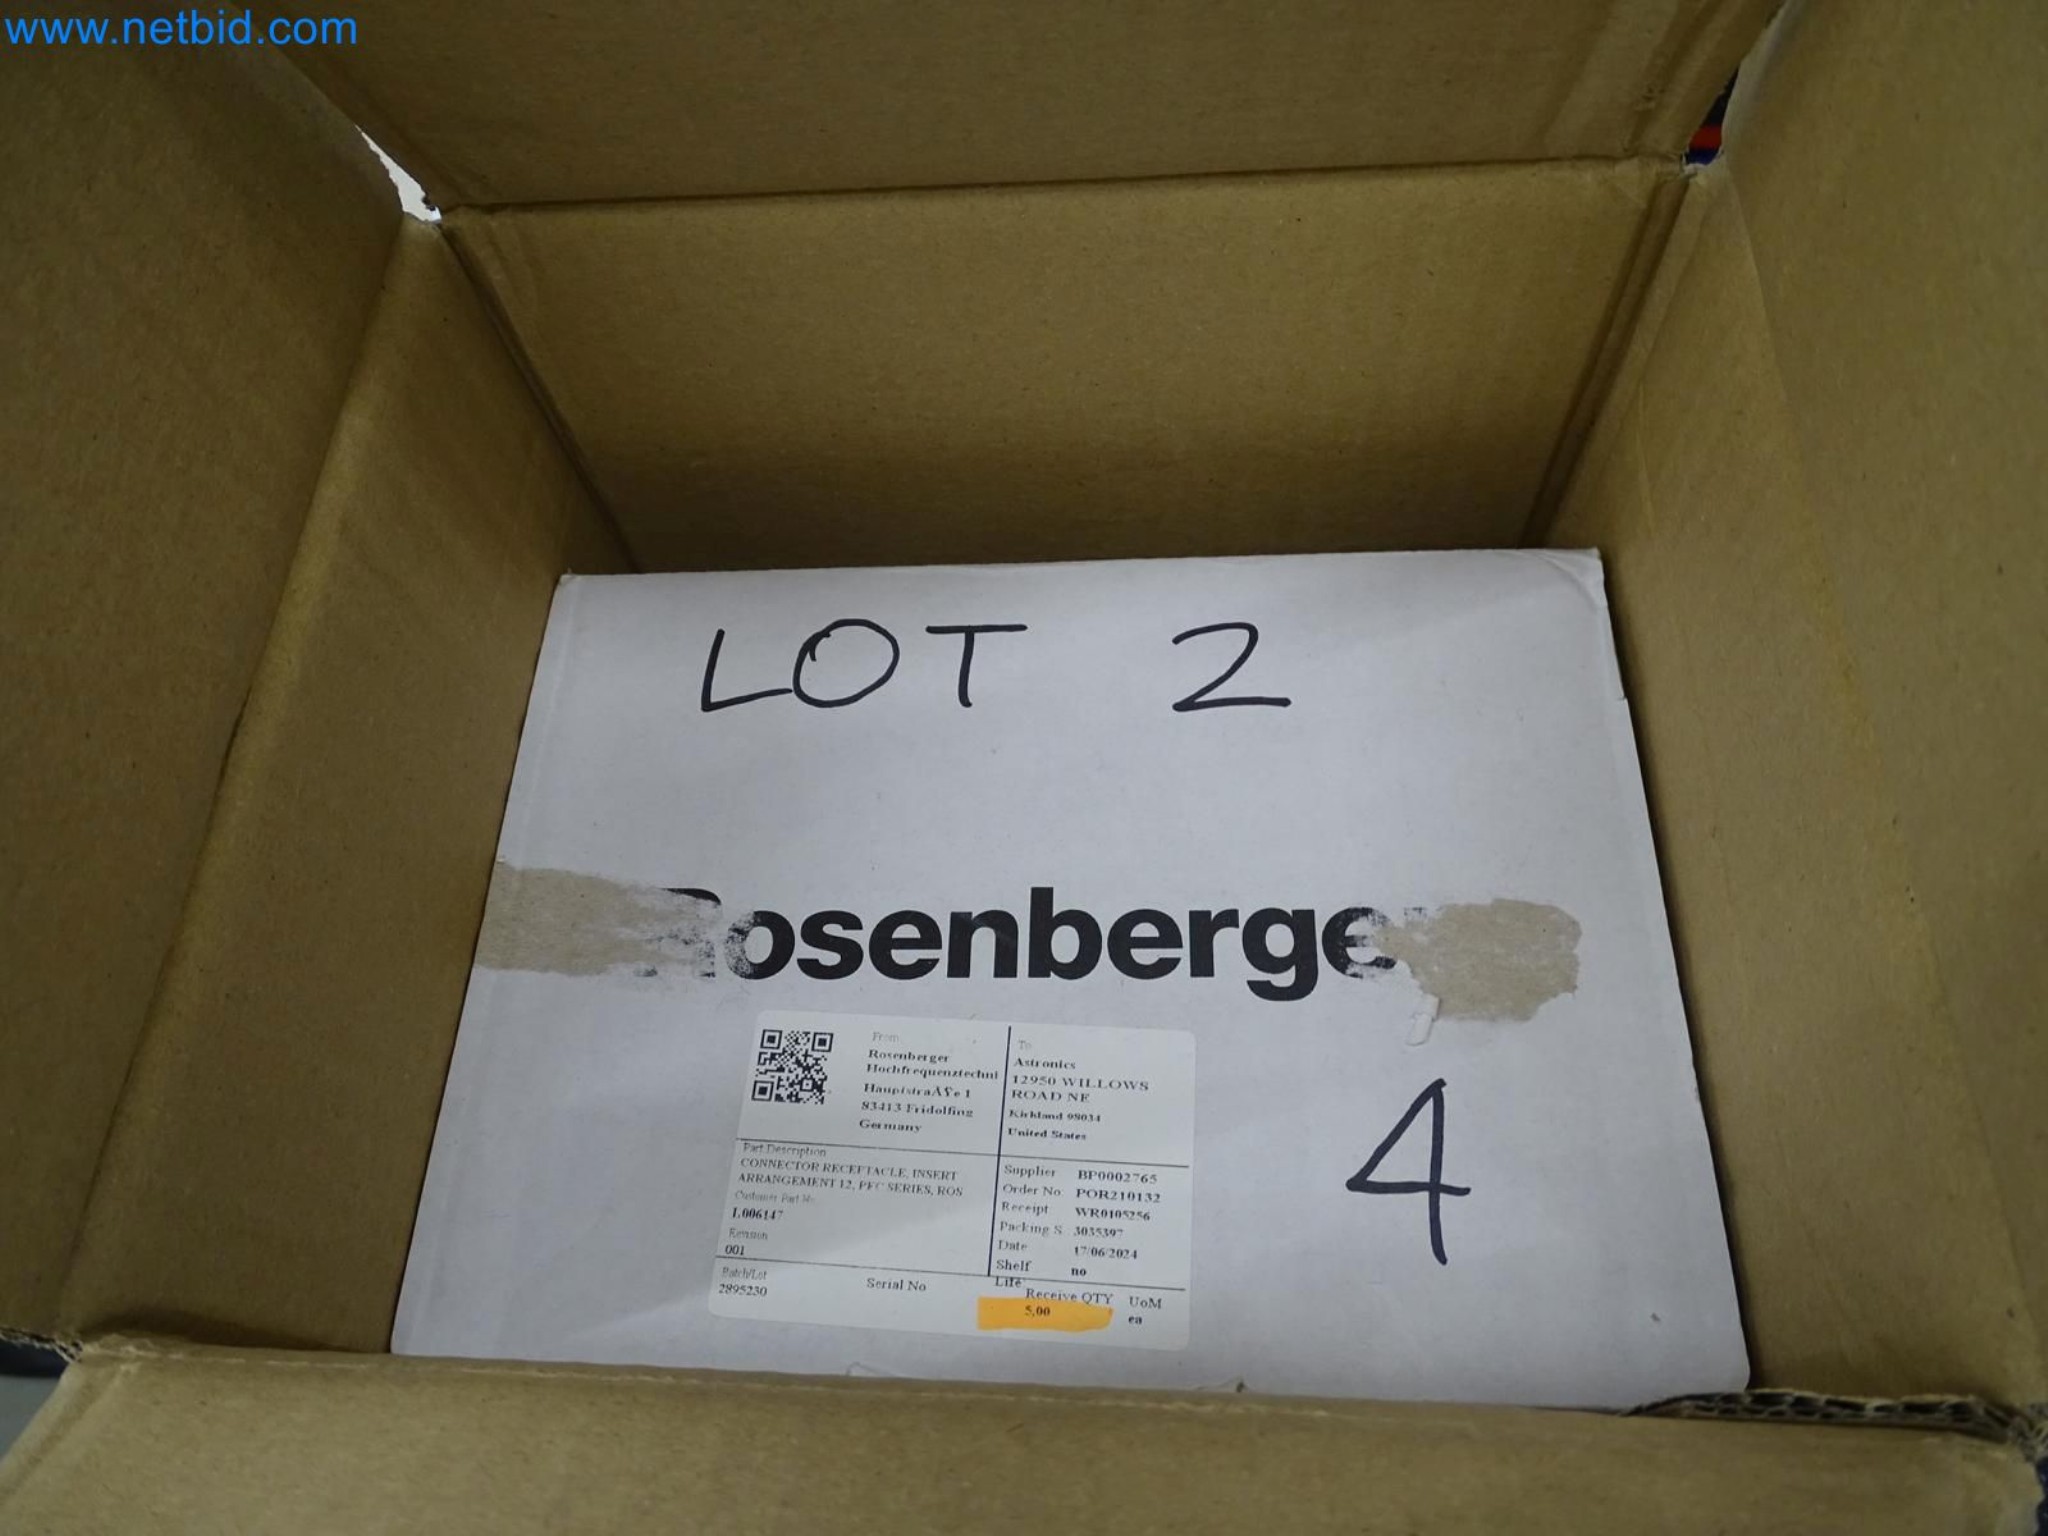 www.netbid.com
LOT 2
Rosenberger
From
Rosenberger
Hochfrequenztechni
HauptstraÃŸe 1
83413 Fridolfing
Germany
To
Astronics
12950 WILLOWS
ROAD NE
Kirkland 98034
United States
4
Part Description
CONNECTOR RECEPTACLE, INSERT
ARRANGEMENT 12, PFC SERIES, ROS
Customer Part No
L006147
Revision
001
Supplier BP0002765
Order No POR210132
Receipt WR0105256
Packing S 3035397
Date 17/06/2024
Shelf no
Life
Batch/Lot
2895230
Serial No
Receive QTY
5,00
UoM
ea